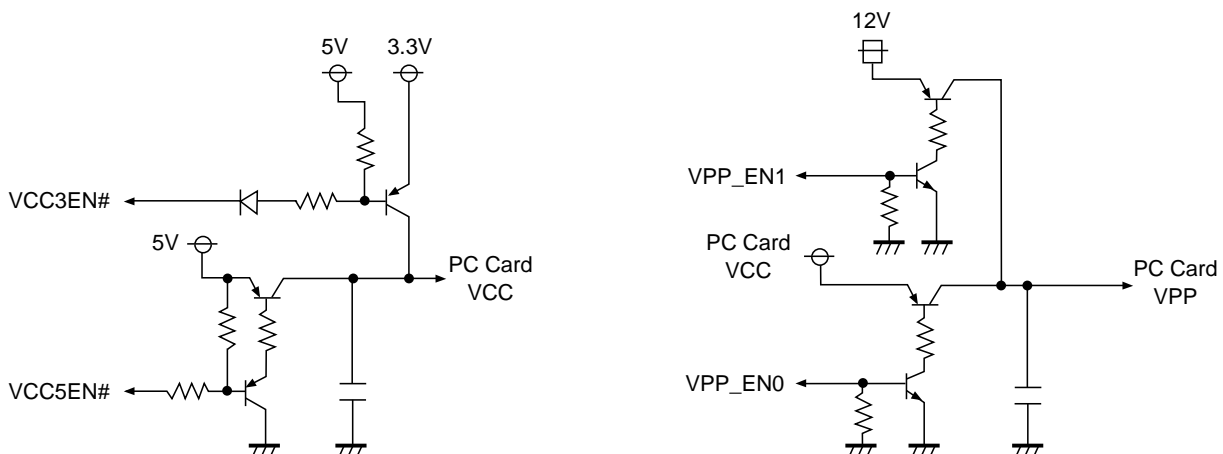 5V
3.3V
VCC3EN#
5V
PC Card
VCC
VCC5EN#
12V
VPP_EN1
PC Card
VCC
PC Card
VPP
VPP_EN0